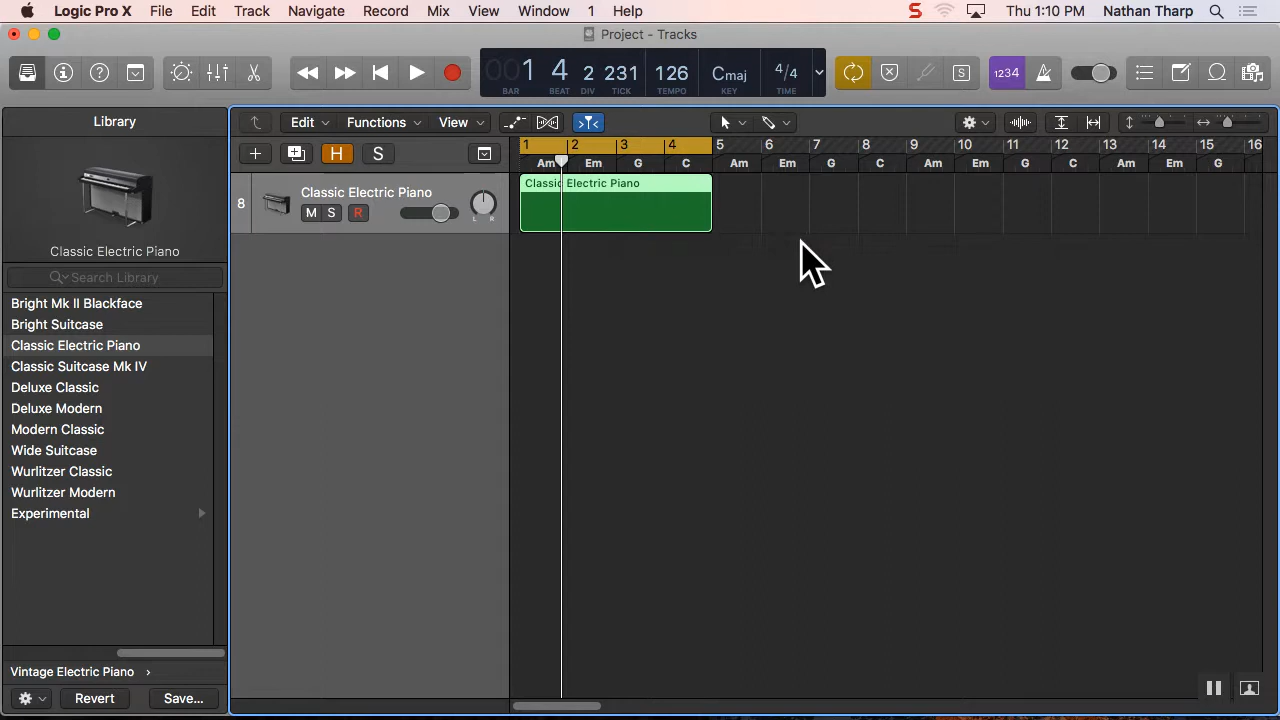 Logic Pro X File Edit Track Navigate Record Mix View Window 1 Help S Thu 1:10 PM Nathan Tharp
Project - Tracks
001 4 2 231 126 Cmaj 4/4 1234
BAR BEAT DIV TICK TEMPO KEY TIME
Library
Edit Functions View
1 2 3 4 5 6 7 8 9 10 11 12 13 14 15 16
H S
Am Em G C Am Em G C Am Em G C Am Em G
Classic Electric Piano
8
Classic Electric Piano
M S R
L R
Classic Electric Piano
Search Library
Bright Mk II Blackface
Bright Suitcase
Classic Electric Piano
Classic Suitcase Mk IV
Deluxe Classic
Deluxe Modern
Modern Classic
Wide Suitcase
Wurlitzer Classic
Wurlitzer Modern
Experimental
Vintage Electric Piano
Revert Save...